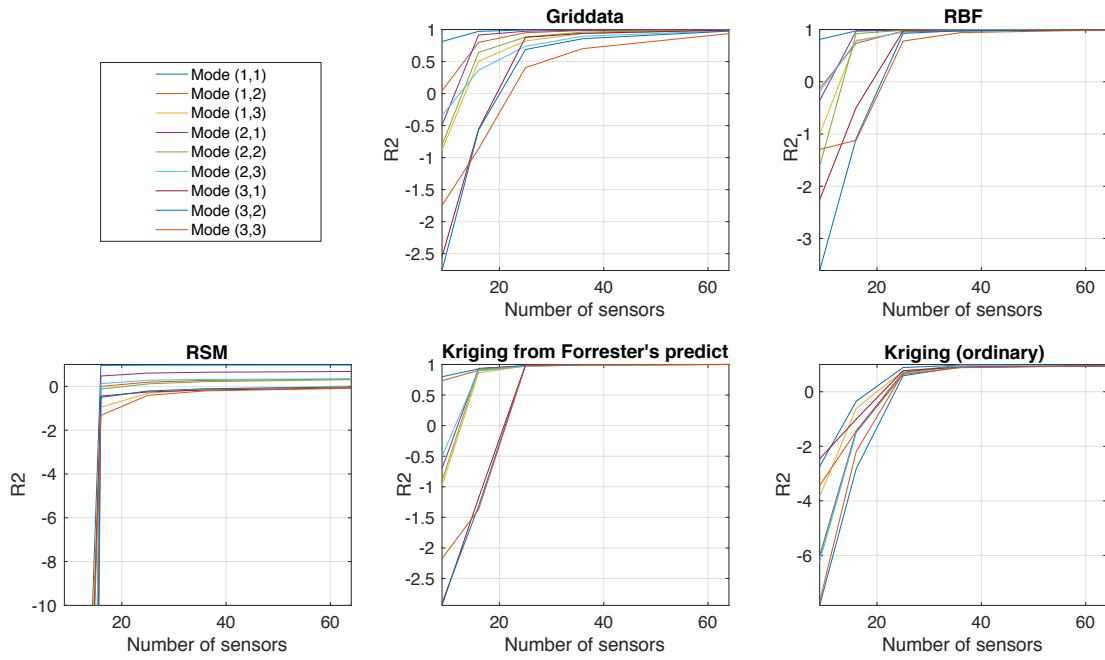 Mode (1,1)
Mode (1,2)
Mode (1,3)
Mode (2,1)
Mode (2,2)
Mode (2,3)
Mode (3,1)
Mode (3,2)
Mode (3,3)
Griddata
1
0.5
0
-0.5
-1
-1.5
-2
-2.5
R2
20 40 60
Number of sensors
RBF
1
0
-1
-2
-3
R2
20 40 60
Number of sensors
RSM
0
-2
-4
-6
-8
-10
R2
20 40 60
Number of sensors
Kriging from Forrester's predict
1
0.5
0
-0.5
-1
-1.5
-2
-2.5
R2
20 40 60
Number of sensors
Kriging (ordinary)
0
-2
-4
-6
R2
20 40 60
Number of sensors